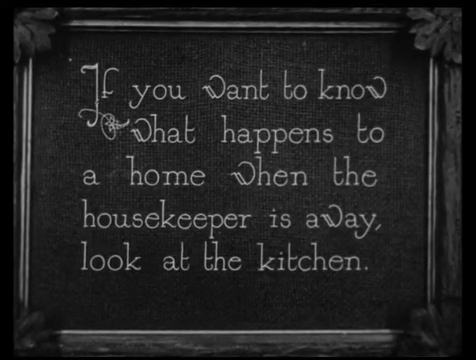 If you want to know
what happens to
a home when the
housekeeper is away,
look at the kitchen.